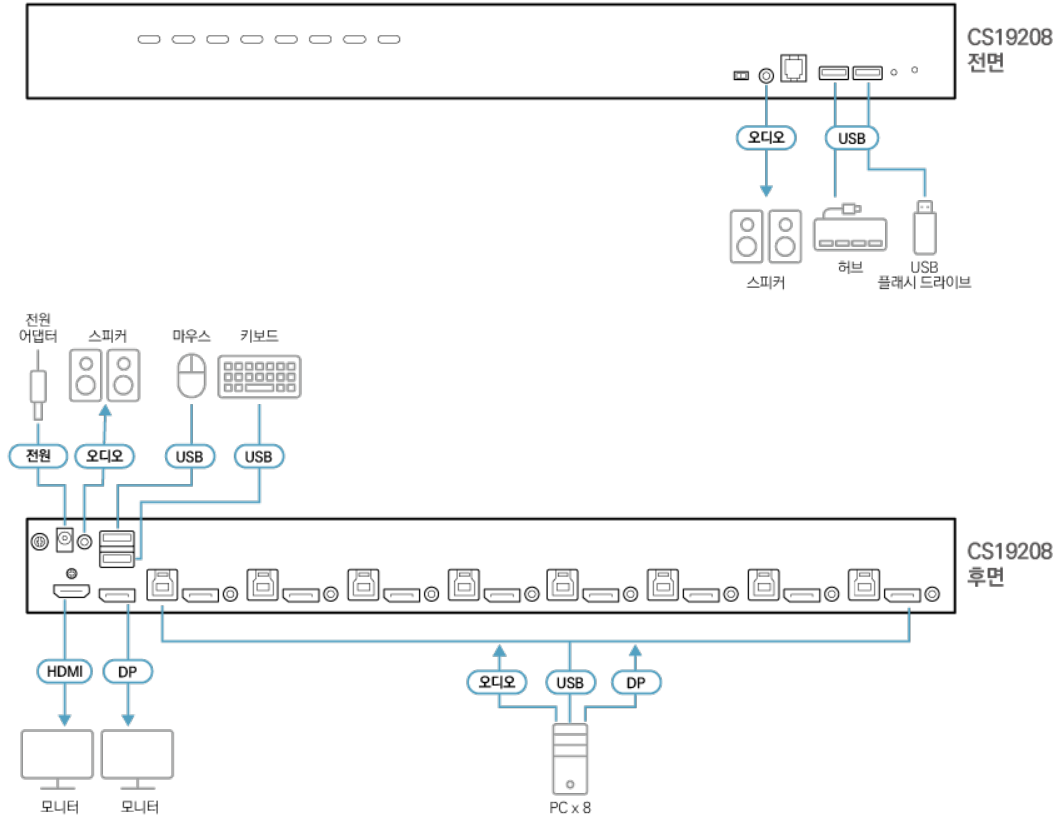 CS19208
전면
오디오
USB
스피커
허브
USB
플래시 드라이브
전원
어댑터
스피커
마우스
키보드
전원
오디오
USB
USB
CS19208
후면
HDMI
DP
오디오
USB
DP
모니터
모니터
PC x 8